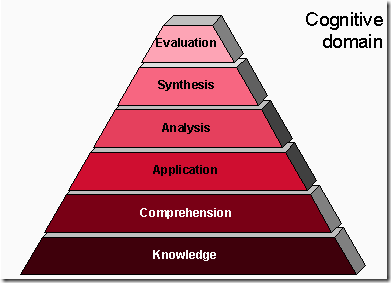 Cognitive
domain
Evaluation
Synthesis
Analysis
Application
Comprehension
Knowledge